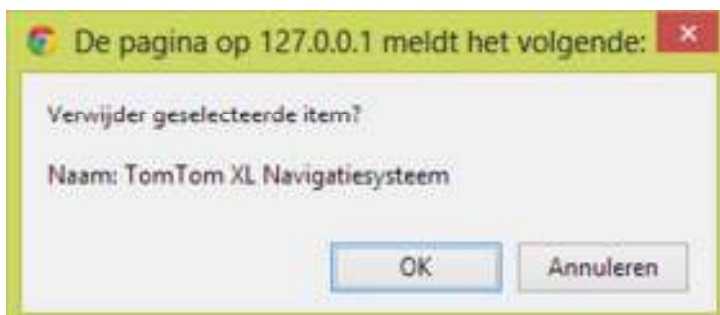 De pagina op 127.0.0.1 meldt het volgende:
Verwijder geselecteerde item?
Naam: TomTom XL Navigatiesysteem
OK Annuleren